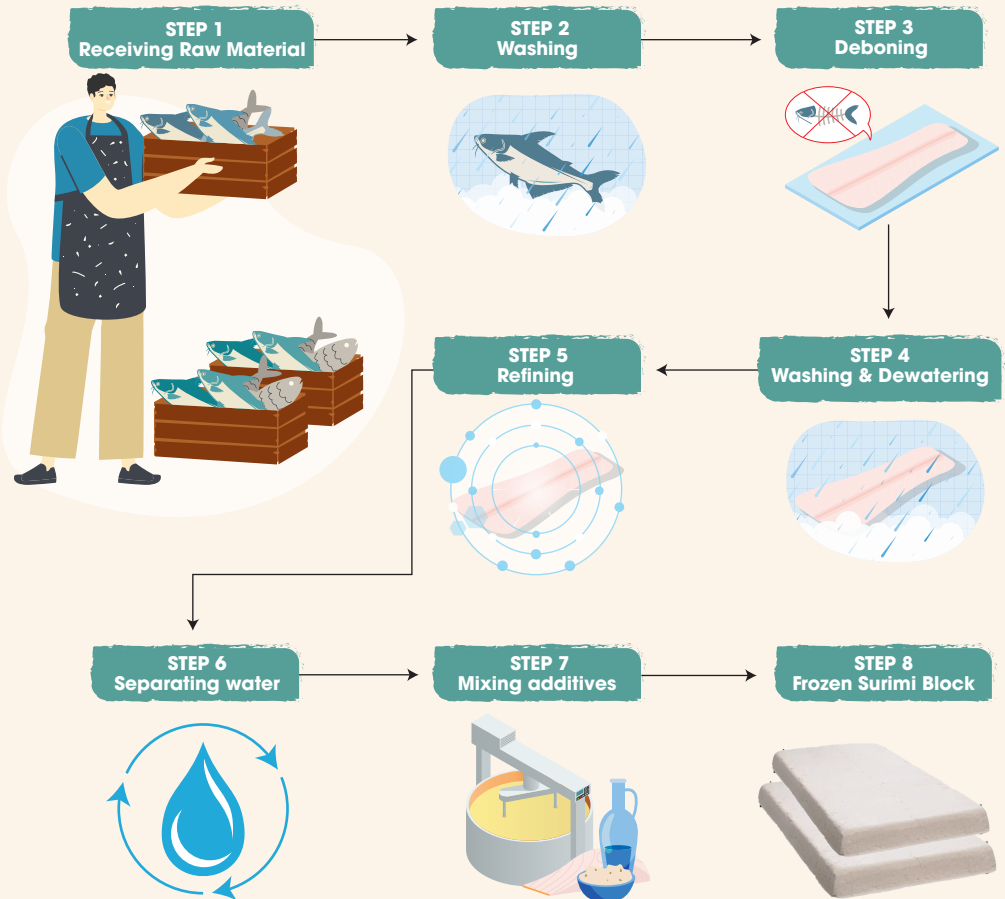 STEP 1
Receiving Raw Material
STEP 2
Washing
STEP 3
Deboning
STEP 4
Washing & Dewatering
STEP 5
Refining
STEP 6
Separating water
STEP 7
Mixing additives
STEP 8
Frozen Surimi Block